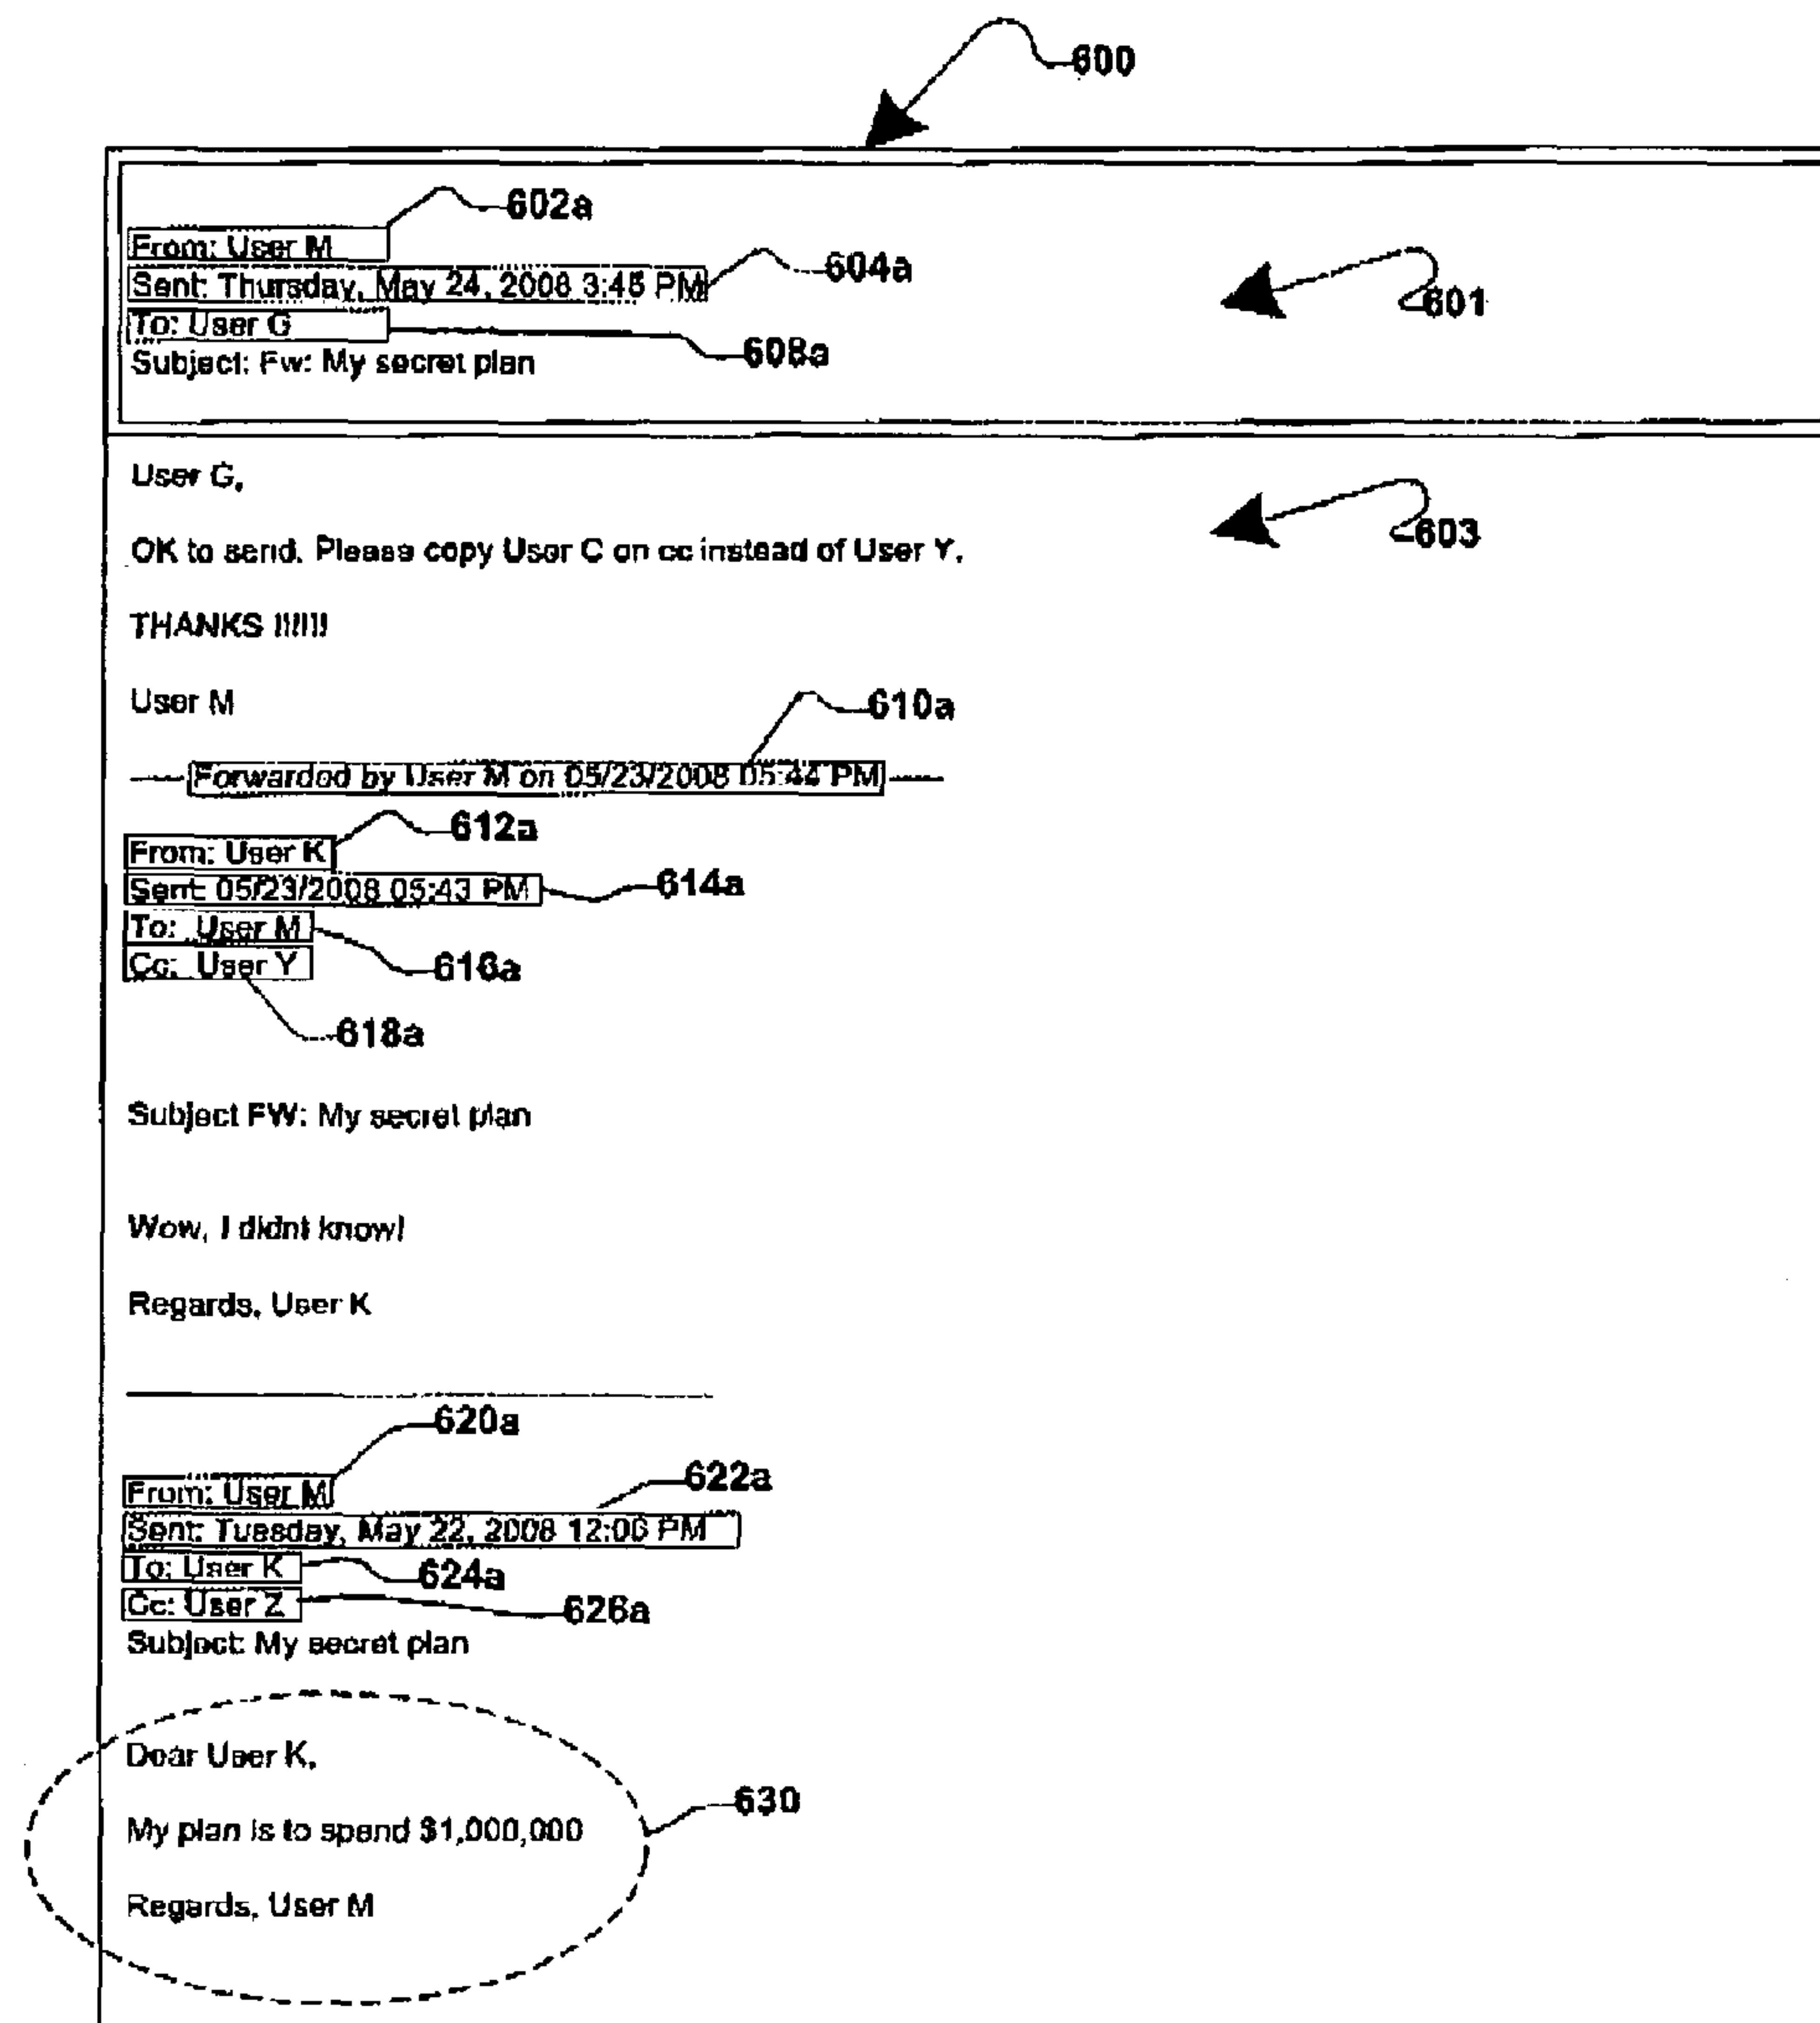 600
602a
From: User M
Sent: Thursday, May 24, 2008 3:45 PM
604a
601
To: User G
608a
Subject: Fw: My secret plan
User G,
603
OK to send. Please copy User C on cc instead of User Y.
THANKS !!!!!!
User M
610a
Forwarded by User M on 05/23/2008 05:44 PM
612a
From: User K
Sent: 05/23/2008 05:43 PM
614a
To: User M
Cc: User Y
616a
618a
Subject FW: My secret plan
Wow, I didnt know!
Regards, User K
620a
622a
From: User M
Sent: Tuesday, May 22, 2008 12:06 PM
To: User K
624a
Cc: User Z
626a
Subject: My secret plan
Dear User K,
630
My plan is to spend $1,000,000
Regards, User M